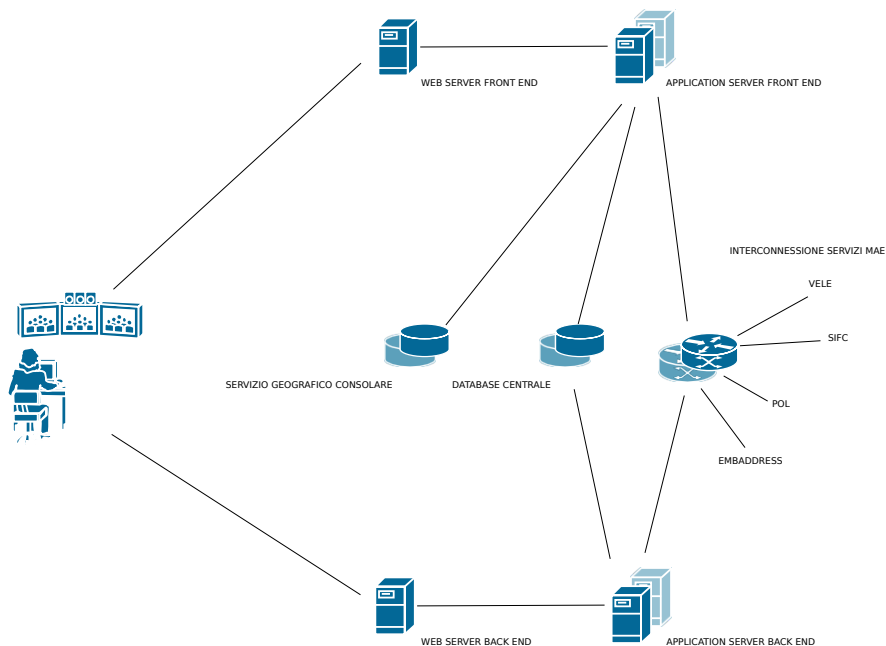 WEB SERVER FRONT END
APPLICATION SERVER FRONT END
INTERCONNESSIONE SERVIZI MAE
VELE
SIFC
SERVIZIO GEOGRAFICO CONSOLARE
DATABASE CENTRALE
POL
EMBADDRESS
WEB SERVER BACK END
APPLICATION SERVER BACK END